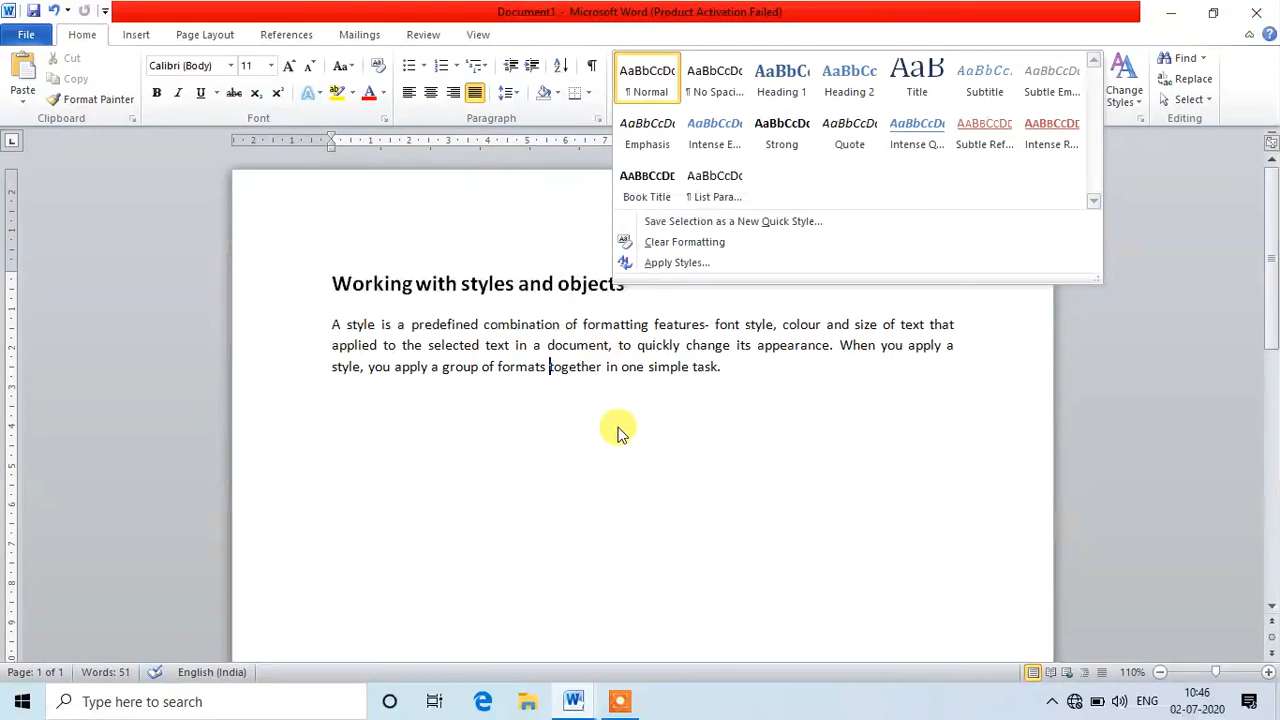 Document1 - Microsoft Word (Product Activation Failed)
File Home Insert Page Layout References Mailings Review View
Paste
Cut
Copy
Format Painter
Clipboard
Calibri (Body) 11
Font
Paragraph
AaBbCcDc AaBbCcDc AaBbCc AaBbCc AaB AaBbCc. AaBbCcDc
¶ Normal ¶ No Spaci... Heading 1 Heading 2 Title Subtitle Subtle Em...
AaBbCcDc AaBbCcDc AaBbCcDc AaBbCcDc AaBbCcDc AaBbCcDc AaBbCcDc
Emphasis Intense E... Strong Quote Intense Q... Subtle Ref... Intense R...
AaBbCcDd AaBbCcDc
Book Title ¶ List Para...
Save Selection as a New Quick Style...
Clear Formatting
Apply Styles...
Change Styles
Find
Replace
Select
Editing
Working with styles and objects
A style is a predefined combination of formatting features- font style, colour and size of text that
applied to the selected text in a document, to quickly change its appearance. When you apply a
style, you apply a group of formats together in one simple task.
Page: 1 of 1 Words: 51 English (India) 110%
Type here to search
ENG
10:46
02-07-2020